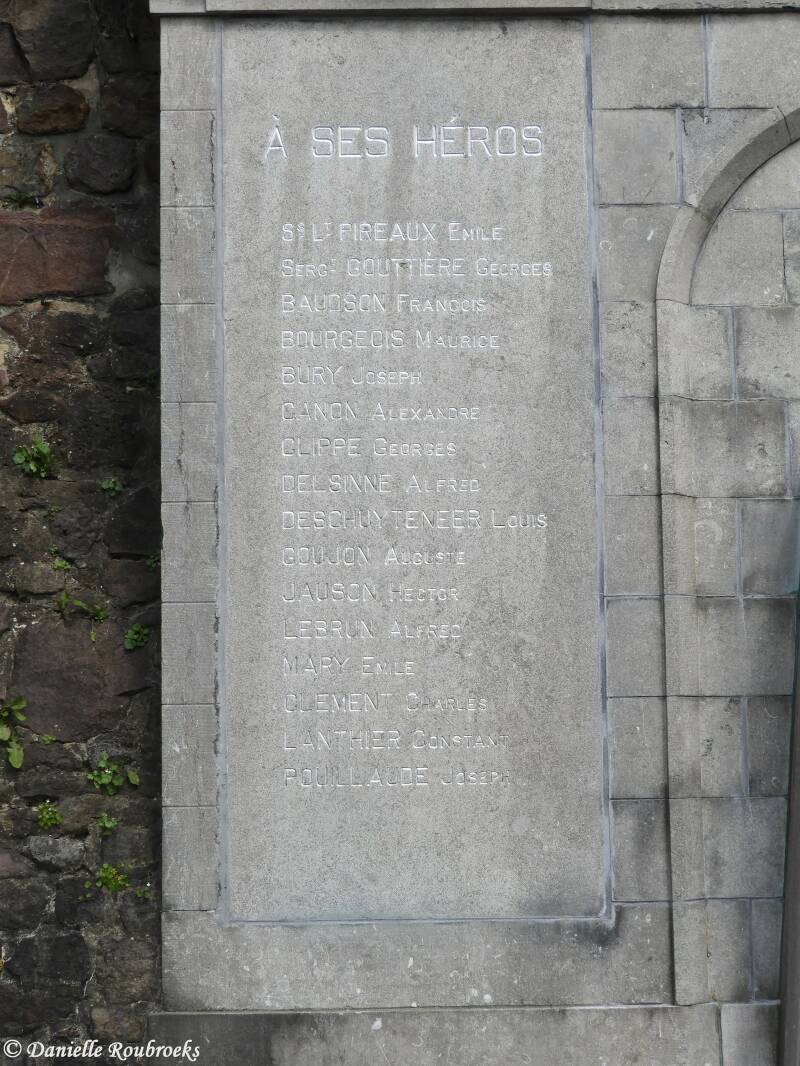 À SES HÉROS
Sˢ Lᵀ PIREAUX EMILE
SERGᵀ GOUTTIÈRE GEORGES
BAUDSON FRANÇOIS
BOURGEOIS MAURICE
BURY JOSEPH
CANON ALEXANDRE
CLIPPE GEORGES
DELSINNE ALFRED
DESCHUYTENEER LOUIS
GOUJON AUGUSTE
JAUSON HECTOR
LEBRUN ALFRED
MARY EMILE
CLEMENT CHARLES
LANTHIER CONSTANT
POUILLAUDE JOSEPH
© Danielle Roubroeks